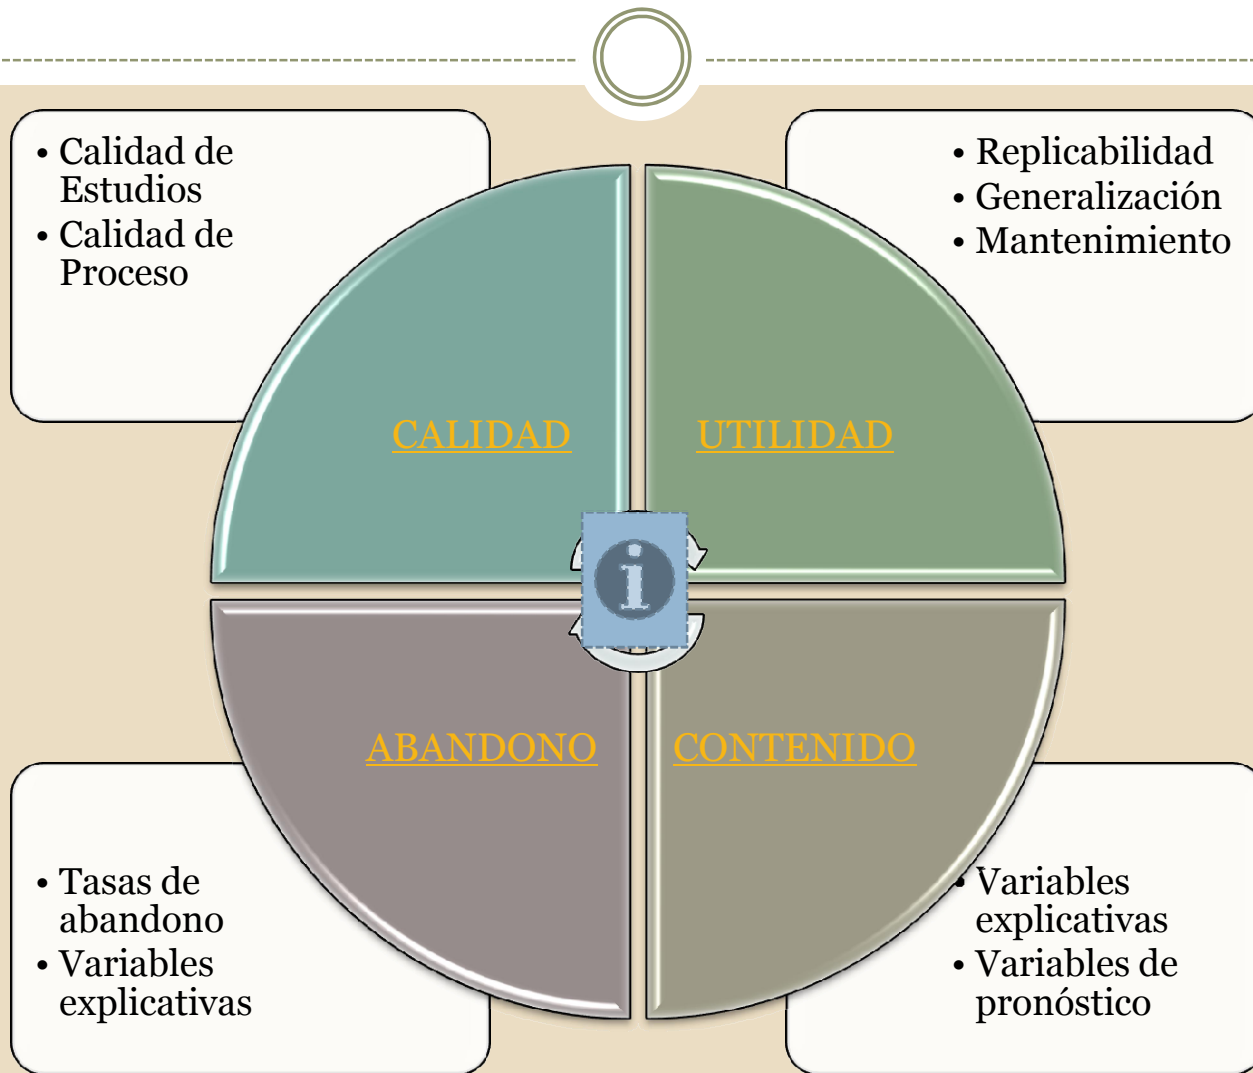 • Calidad de
Estudios
• Calidad de
Proceso
• Replicabilidad
• Generalización
• Mantenimiento
CALIDAD
UTILIDAD
i
ABANDONO
CONTENIDO
• Tasas de
abandono
• Variables
explicativas
• Variables
explicativas
• Variables de
pronóstico